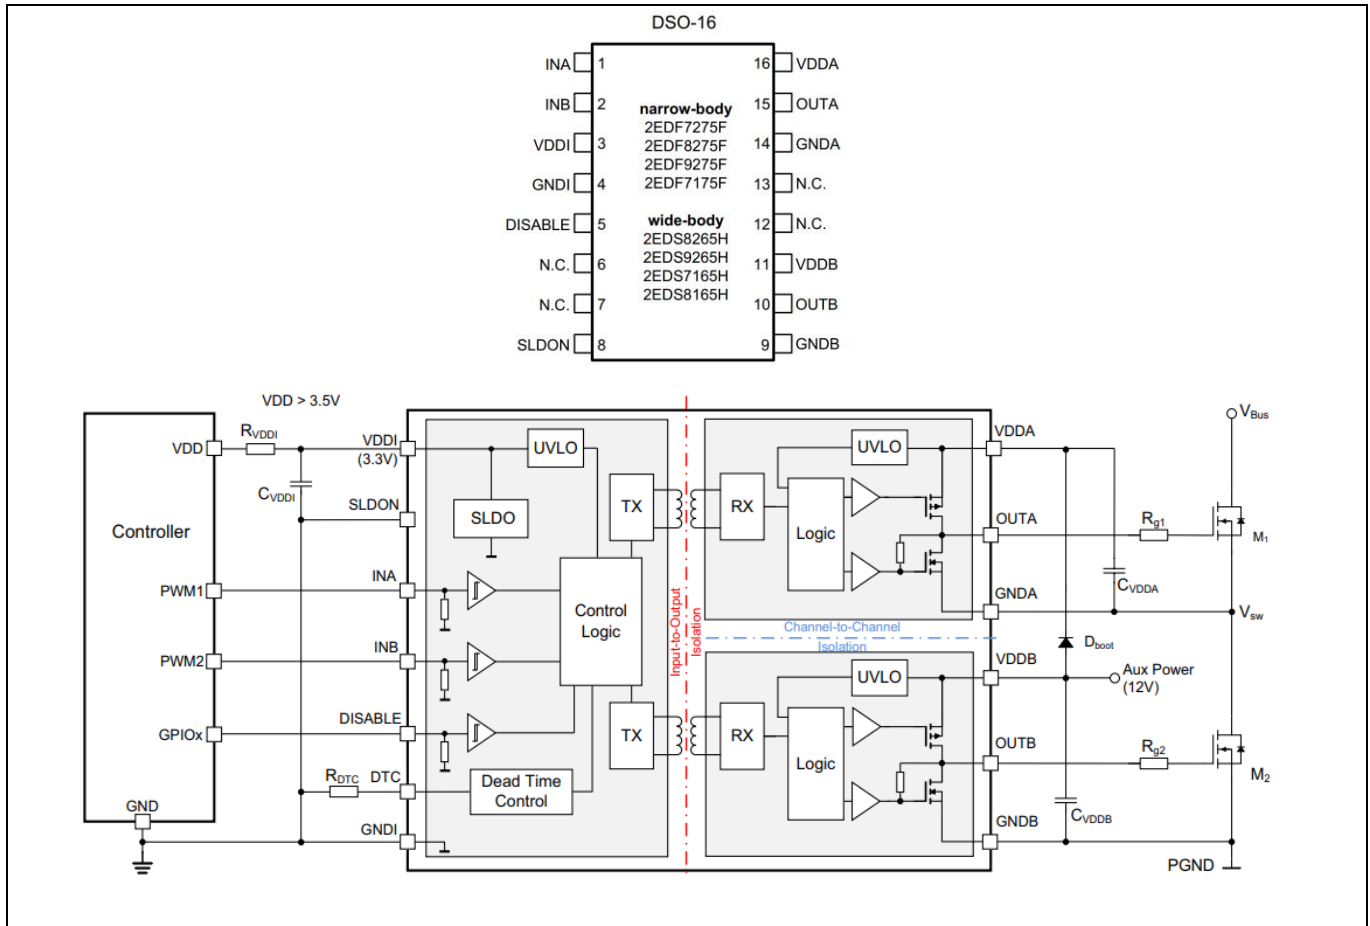 DSO-16
INA 1 16 VDDA
INB 2 narrow-body 15 OUTA
2EDF7275F
VDDI 3 2EDF8275F 14 GNDA
2EDF9275F
GNDI 4 2EDF7175F 13 N.C.
DISABLE 5 wide-body 12 N.C.
2EDS8265H
N.C. 6 2EDS9265H 11 VDDB
2EDS7165H
N.C. 7 2EDS8165H 10 OUTB
SLDON 8 9 GNDB
VDD > 3.5V
Controller
VDD
PWM1
PWM2
GPIOx
GND
RVDDI
CVDDI
RDTC
VDDI
(3.3V)
SLDON
INA
INB
DISABLE
DTC
GNDI
UVLO
SLDO
TX
Control
Logic
TX
Dead Time
Control
Input-to-Output
Isolation
UVLO
RX
Logic
Channel-to-Channel
Isolation
UVLO
RX
Logic
VDDA
OUTA
GNDA
VDDB
OUTB
GNDB
VBus
Rg1
M1
CVDDA
Vsw
Dboot
Aux Power
(12V)
Rg2
M2
CVDDB
PGND